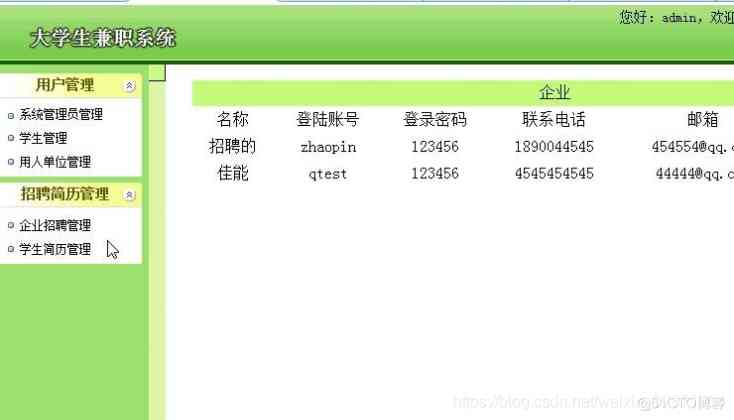 您好：admin，欢迎
大学生兼职系统
用户管理
系统管理员管理
学生管理
用人单位管理
招聘简历管理
企业招聘管理
学生简历管理
企业
名称 登陆账号 登录密码 联系电话 邮箱
招聘的 zhaopin 123456 1890044545 454554@qq.c
佳能 qtest 123456 4545454545 44444@qq.c
https://blog.csdn.net/weixi
@51CTO博客